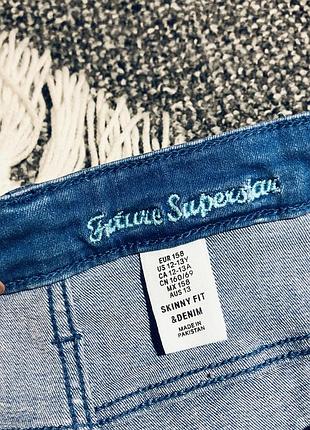 Future Superstar
EUR 158
US 12-13Y
CA 12-13A
CN 160/69
MX 158
AUS 13
SKINNY FIT
&DENIM
MADE IN
PAKISTAN